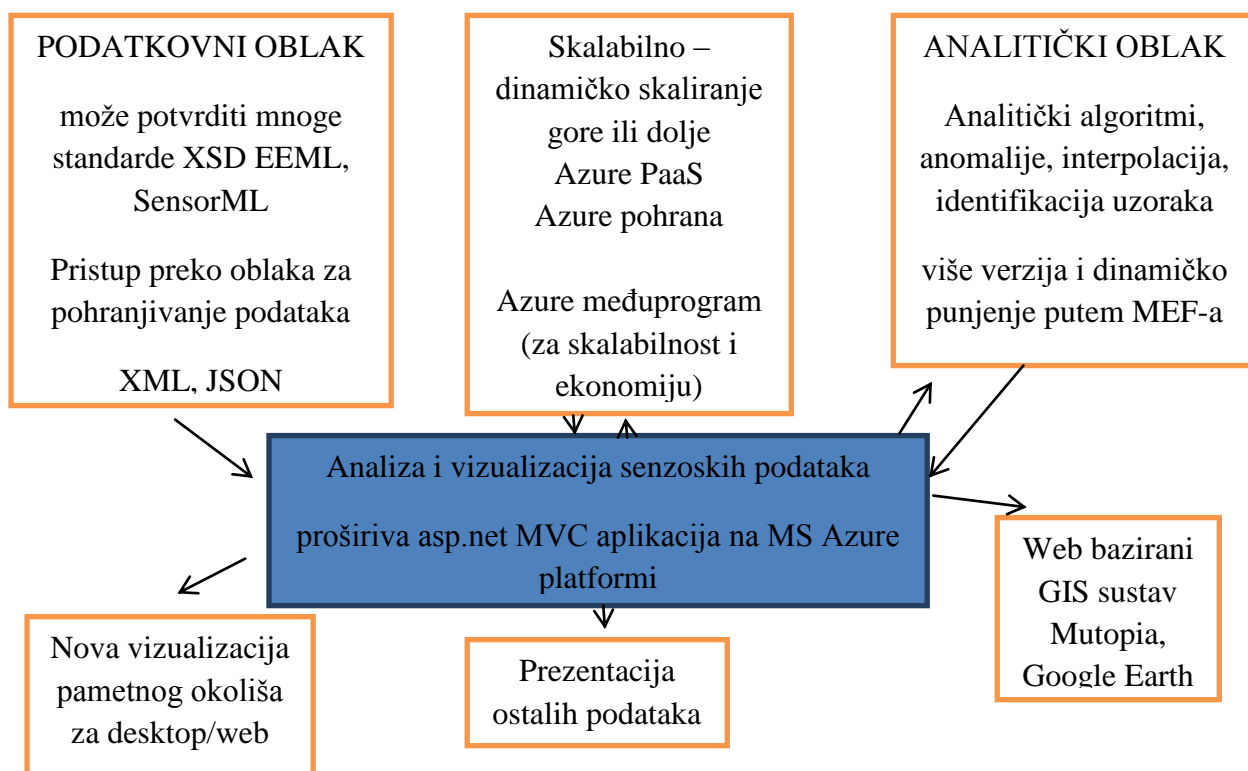 PODATKOVNI OBLAK
može potvrditi mnoge
standarde XSD EEML,
SensorML
Pristup preko oblaka za
pohranjivanje podataka
XML, JSON
Skalabilno –
dinamičko skaliranje
gore ili dolje
Azure PaaS
Azure pohrana
Azure međuprogram
(za skalabilnost i
ekonomiju)
ANALITIČKI OBLAK
Analitički algoritmi,
anomalije, interpolacija,
identifikacija uzoraka
više verzija i dinamičko
punjenje putem MEF-a
Analiza i vizualizacija senzoskih podataka
proširiva asp.net MVC aplikacija na MS Azure
platformi
Nova vizualizacija
pametnog okoliša
za desktop/web
Prezentacija
ostalih podataka
Web bazirani
GIS sustav
Mutopia,
Google Earth